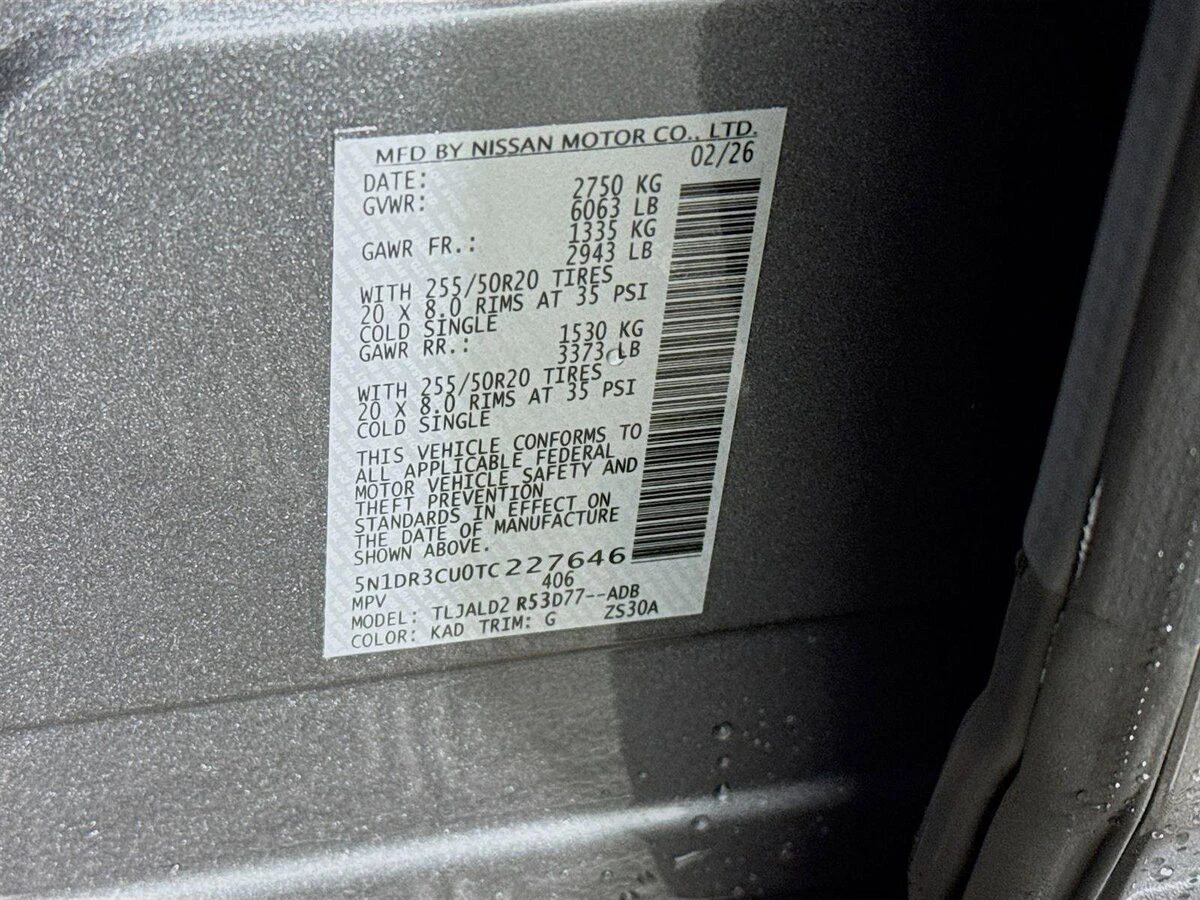 MFD BY NISSAN MOTOR CO., LTD.
DATE: 02/26
GVWR: 2750 KG
6063 LB
GAWR FR.: 1335 KG
2943 LB
WITH 255/50R20 TIRES
20 X 8.0 RIMS AT 35 PSI
COLD SINGLE
GAWR RR.: 1530 KG
3373 LB
WITH 255/50R20 TIRES
20 X 8.0 RIMS AT 35 PSI
COLD SINGLE
THIS VEHICLE CONFORMS TO
ALL APPLICABLE FEDERAL
MOTOR VEHICLE SAFETY AND
THEFT PREVENTION
STANDARDS IN EFFECT ON
THE DATE OF MANUFACTURE
SHOWN ABOVE.
5N1DR3CU0TC227646
MPV 406
MODEL: TLJALD2 R53D77--ADB
COLOR: KAD TRIM: G ZS30A